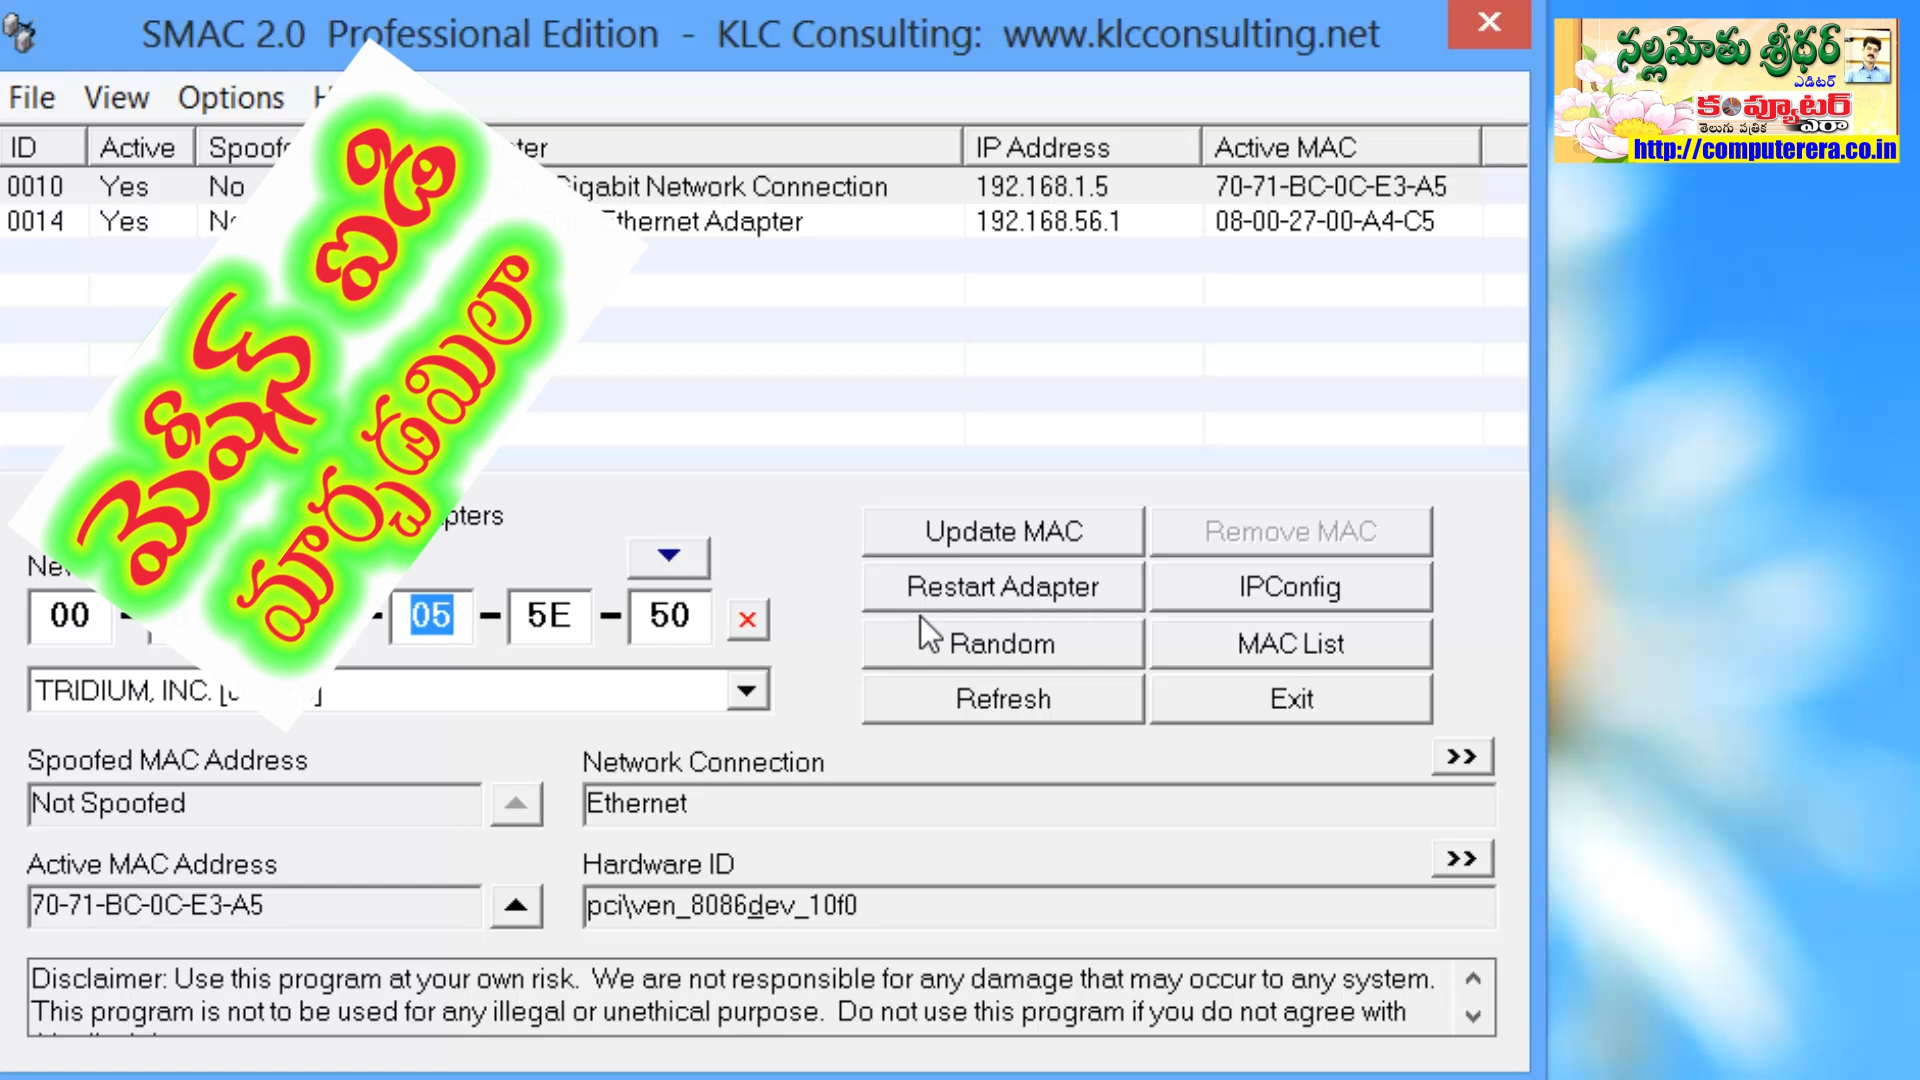 SMAC 2.0 Professional Edition - KLC Consulting: www.klcconsulting.net
నల్లిమోతు శ్రీధర్
ఎడిటర్
కంప్యూటర్ ఎరా
తెలుగు పత్రిక
http://computerera.co.in
File View Options
ID Active IP Address Active MAC
0010 Yes No Gigabit Network Connection 192.168.1.5 70-71-BC-0C-E3-A5
0014 Yes Ethernet Adapter 192.168.56.1 08-00-27-00-A4-C5
మెషీన్ ఐడి
మార్చడమిలా
Update MAC Remove MAC
Restart Adapter IPConfig
00 - 05 - 5E - 50
Random MAC List
TRIDIUM, INC.
Refresh Exit
Spoofed MAC Address Network Connection >>
Not Spoofed Ethernet
Active MAC Address Hardware ID >>
70-71-BC-0C-E3-A5 pci\ven_8086dev_10f0
Disclaimer: Use this program at your own risk. We are not responsible for any damage that may occur to any system.
This program is not to be used for any illegal or unethical purpose. Do not use this program if you do not agree with